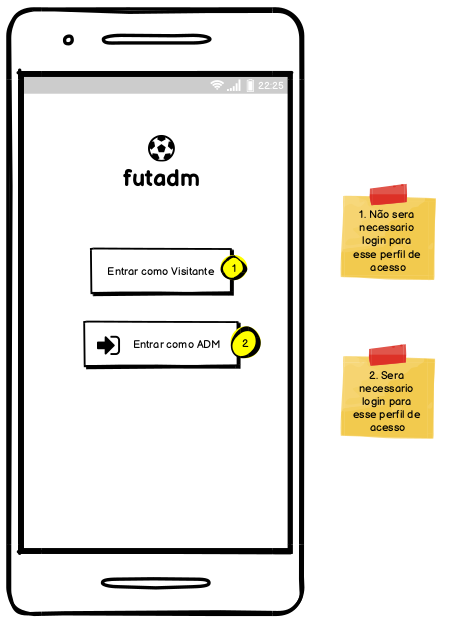 22:25
futadm
Entrar como Visitante
1
Entrar como ADM
2
1. Não sera
necessario
login para
esse perfil de
acesso
2. Sera
necessario
login para
esse perfil de
acesso